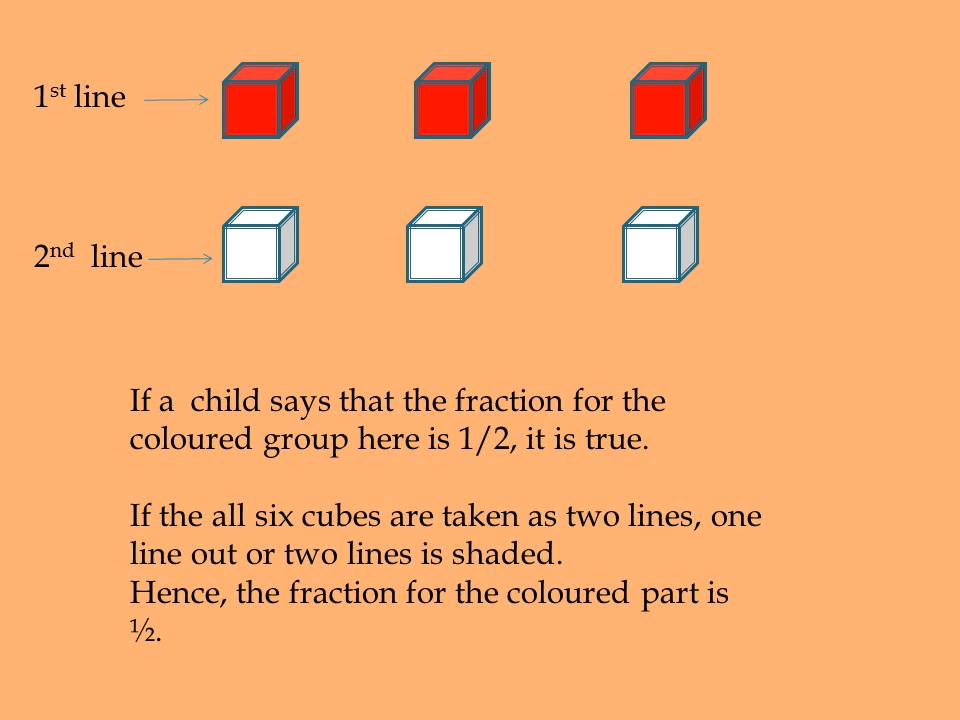 1st line
2nd line
If a child says that the fraction for the
coloured group here is 1/2, it is true.
If the all six cubes are taken as two lines, one
line out or two lines is shaded.
Hence, the fraction for the coloured part is
½.